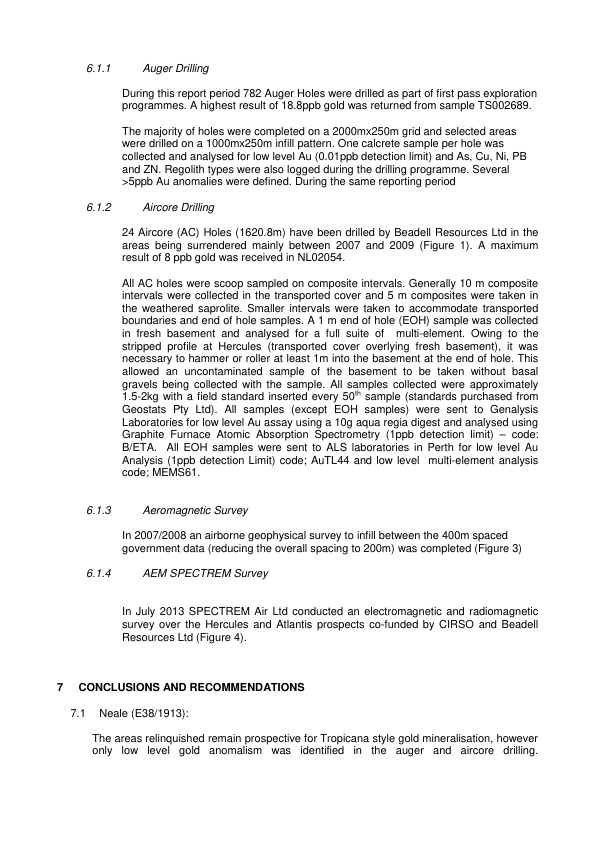 6.1.1 Auger Drilling
During this report period 782 Auger Holes were drilled as part of first pass exploration
programmes. A highest result of 18.8ppb gold was returned from sample TS002689.
The majority of holes were completed on a 2000mx250m grid and selected areas
were drilled on a 1000mx250m infill pattern. One calcrete sample per hole was
collected and analysed for low level Au (0.01ppb detection limit) and As, Cu, Ni, PB
and ZN. Regolith types were also logged during the drilling programme. Several
>5ppb Au anomalies were defined. During the same reporting period
6.1.2 Aircore Drilling
24 Aircore (AC) Holes (1620.8m) have been drilled by Beadell Resources Ltd in the
areas being surrendered mainly between 2007 and 2009 (Figure 1). A maximum
result of 8 ppb gold was received in NL02054.
All AC holes were scoop sampled on composite intervals. Generally 10 m composite
intervals were collected in the transported cover and 5 m composites were taken in
the weathered saprolite. Smaller intervals were taken to accommodate transported
boundaries and end of hole samples. A 1 m end of hole (EOH) sample was collected
in fresh basement and analysed for a full suite of multi-element. Owing to the
stripped profile at Hercules (transported cover overlying fresh basement), it was
necessary to hammer or roller at least 1m into the basement at the end of hole. This
allowed an uncontaminated sample of the basement to be taken without basal
gravels being collected with the sample. All samples collected were approximately
1.5-2kg with a field standard inserted every 50th sample (standards purchased from
Geostats Pty Ltd). All samples (except EOH samples) were sent to Genalysis
Laboratories for low level Au assay using a 10g aqua regia digest and analysed using
Graphite Furnace Atomic Absorption Spectrometry (1ppb detection limit) – code:
B/ETA. All EOH samples were sent to ALS laboratories in Perth for low level Au
Analysis (1ppb detection Limit) code; AuTL44 and low level multi-element analysis
code; MEMS61.
6.1.3 Aeromagnetic Survey
In 2007/2008 an airborne geophysical survey to infill between the 400m spaced
government data (reducing the overall spacing to 200m) was completed (Figure 3)
6.1.4 AEM SPECTREM Survey
In July 2013 SPECTREM Air Ltd conducted an electromagnetic and radiomagnetic
survey over the Hercules and Atlantis prospects co-funded by CIRSO and Beadell
Resources Ltd (Figure 4).
7 CONCLUSIONS AND RECOMMENDATIONS
7.1 Neale (E38/1913):
The areas relinquished remain prospective for Tropicana style gold mineralisation, however
only low level gold anomalism was identified in the auger and aircore drilling.